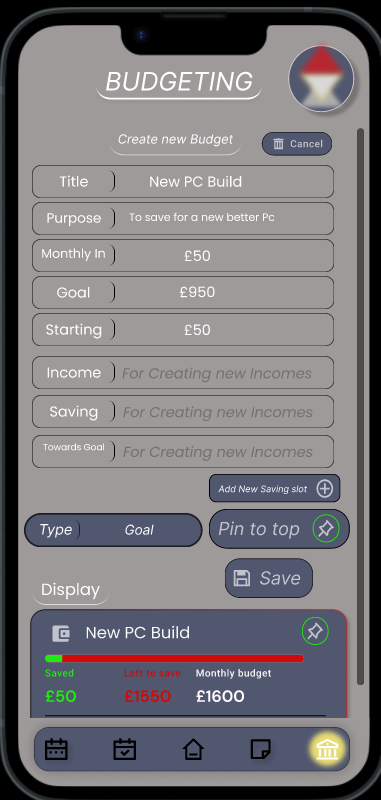 BUDGETING
Create new Budget
Cancel
Title New PC Build
Purpose To save for a new better Pc
Monthly In £50
Goal £950
Starting £50
Income For Creating new Incomes
Saving For Creating new Incomes
Towards Goal For Creating new Incomes
Add New Saving slot
Type Goal Pin to top
Save
Display
New PC Build
Saved Left to save Monthly budget
£50 £1550 £1600